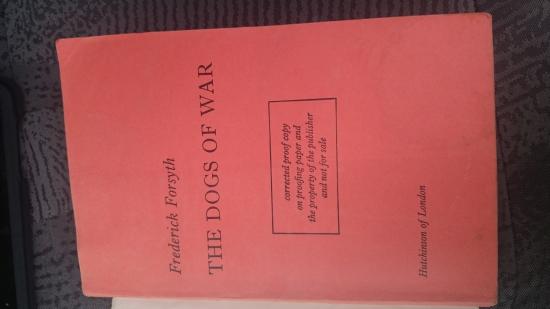 Frederick Forsyth
THE DOGS OF WAR
corrected proof copy
on proofing paper and
the property of the publisher
and not for sale
Hutchinson of London